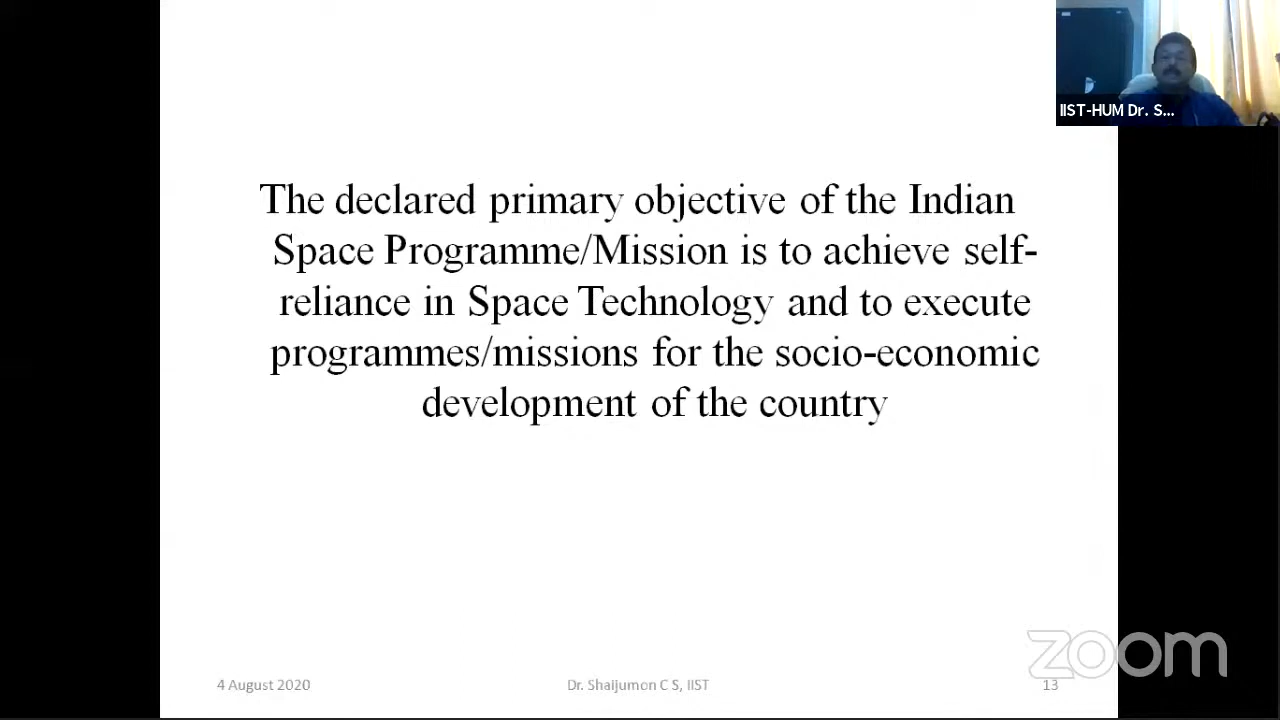 IIST-HUM Dr. S...
The declared primary objective of the Indian
Space Programme/Mission is to achieve self-
reliance in Space Technology and to execute
programmes/missions for the socio-economic
development of the country
zoom
4 August 2020
Dr. Shaijumon C S, IIST
13